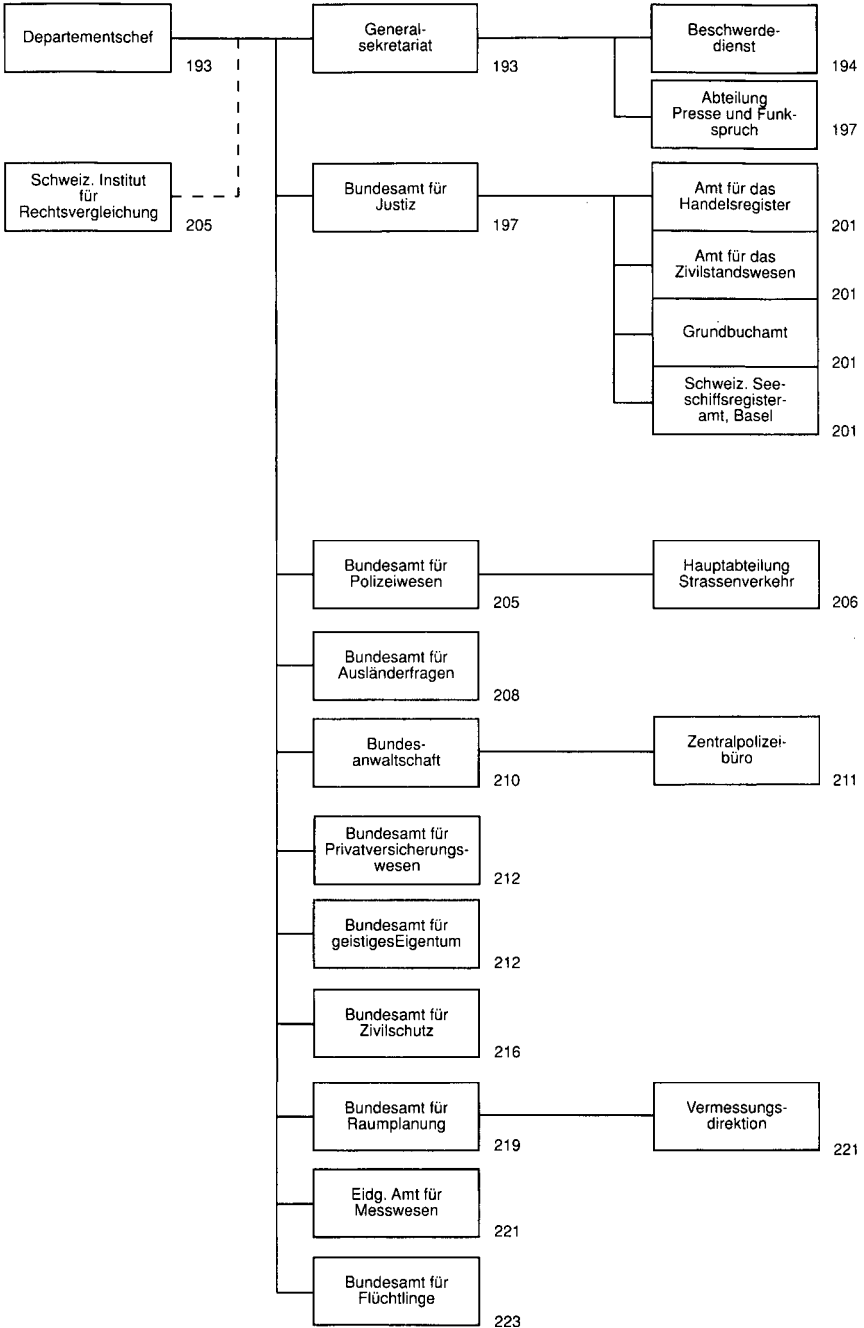 Departementschef
193
General-
sekretariat
193
Beschwerde-
dienst
194
Abteilung
Presse und Funk-
spruch
197
Schweiz. Institut
für
Rechtsvergleichung
205
Bundesamt für
Justiz
197
Amt für das
Handelsregister
201
Amt für das
Zivilstandswesen
201
Grundbuchamt
201
Schweiz. See-
schiffsregister-
amt, Basel
201
Bundesamt für
Polizeiwesen
205
Hauptabteilung
Strassenverkehr
206
Bundesamt für
Ausländerfragen
208
Bundes-
anwaltschaft
210
Zentralpolizei-
büro
211
Bundesamt für
Privatversicherungs-
wesen
212
Bundesamt für
geistigesEigentum
212
Bundesamt für
Zivilschutz
216
Bundesamt für
Raumplanung
219
Vermessungs-
direktion
221
Eidg. Amt für
Messwesen
221
Bundesamt für
Flüchtlinge
223